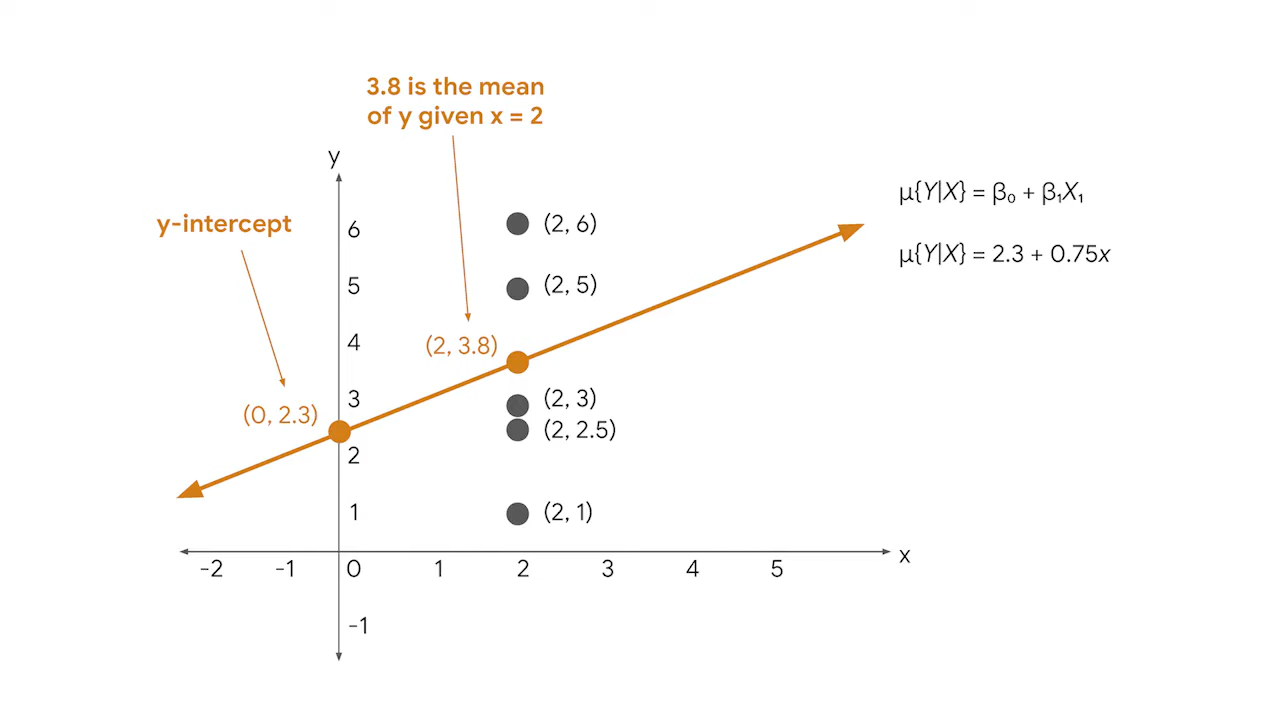 3.8 is the mean
of y given x = 2
y
μ{Y|X} = β₀ + β₁X₁
y-intercept
6
(2, 6)
μ{Y|X} = 2.3 + 0.75x
5
(2, 5)
4
(2, 3.8)
3
(2, 3)
(0, 2.3)
(2, 2.5)
2
1
(2, 1)
x
-2 -1 0 1 2 3 4 5
-1